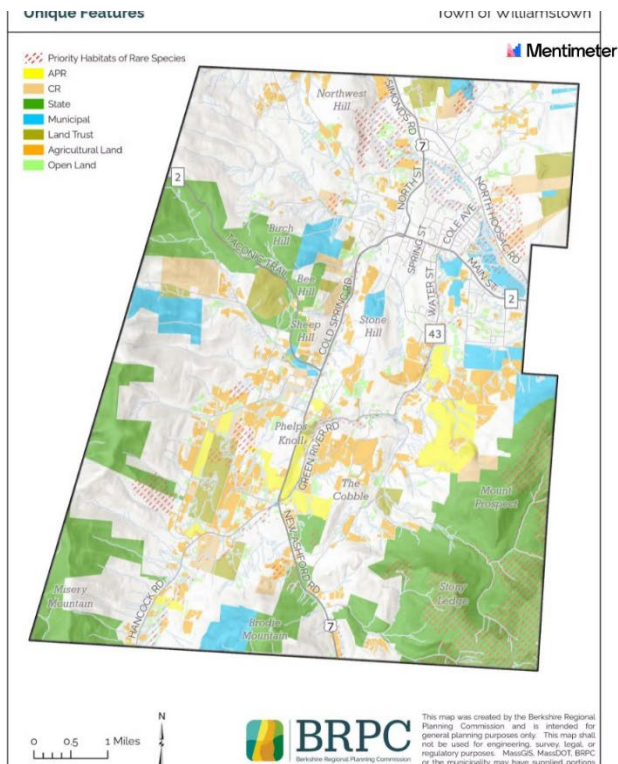 Unique Features
Town of Williamstown
Mentimeter
Priority Habitats of Rare Species
APR
CR
State
Municipal
Land Trust
Agricultural Land
Open Land
Northwest Hill
SIMONDS RD
7
NORTH ST
NORTH HOOSAC RD
COLE AVE
SPRING ST
WATER ST
MAIN ST
2
2
TACONIC TRAIL
Birch
Hill
Bee
Hill
Sheep
Hill
COLD SPRING RD
Stone
Hill
43
Phelps
Knoll
GREEN RIVER RD
The
Cobble
Mount
Prospect
NEW ASHFORD RD
Stony
Ledge
Misery
Mountain
HANCOCK RD
Brodie
Mountain
7
0 0.5 1 Miles
N
BRPC
Berkshire Regional Planning Commission
This map was created by the Berkshire Regional
Planning Commission and is intended for
general planning purposes only. This map shall
not be used for engineering, survey, legal, or
regulatory purposes. MassGIS, MassDOT, BRPC
or the municipality may have supplied portions